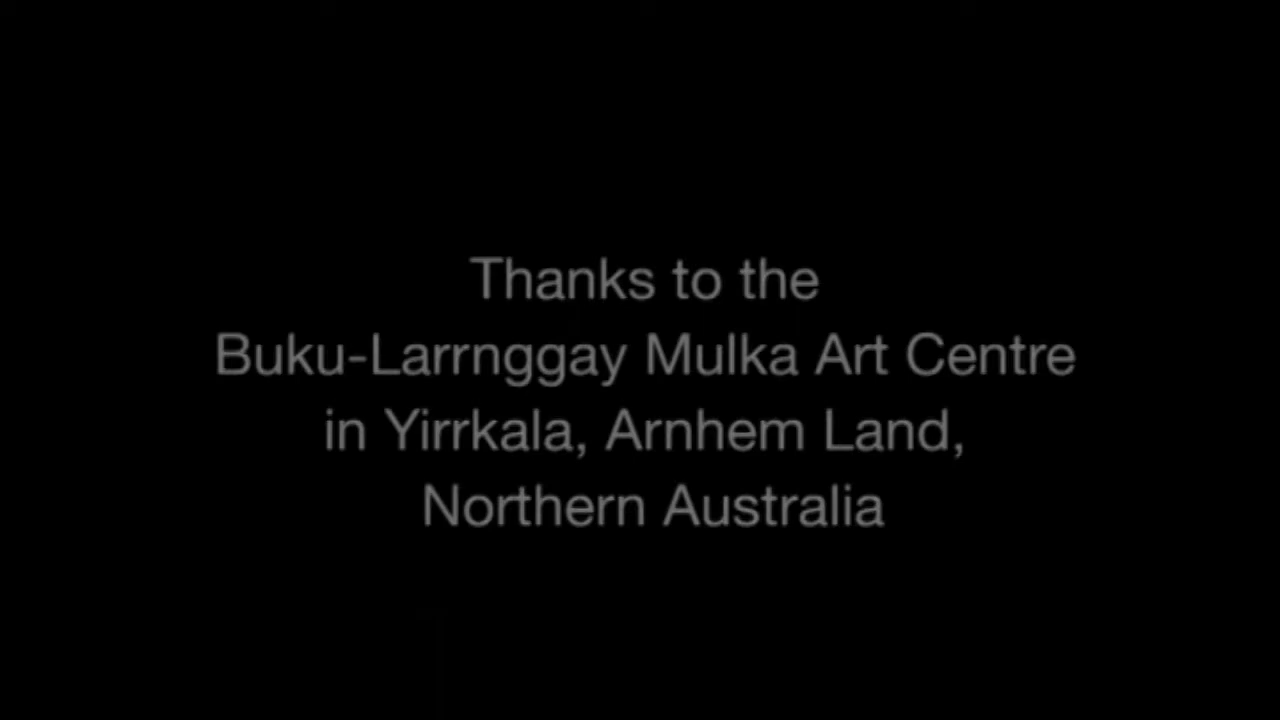 Thanks to the
Buku-Larrnggay Mulka Art Centre
in Yirrkala, Arnhem Land,
Northern Australia